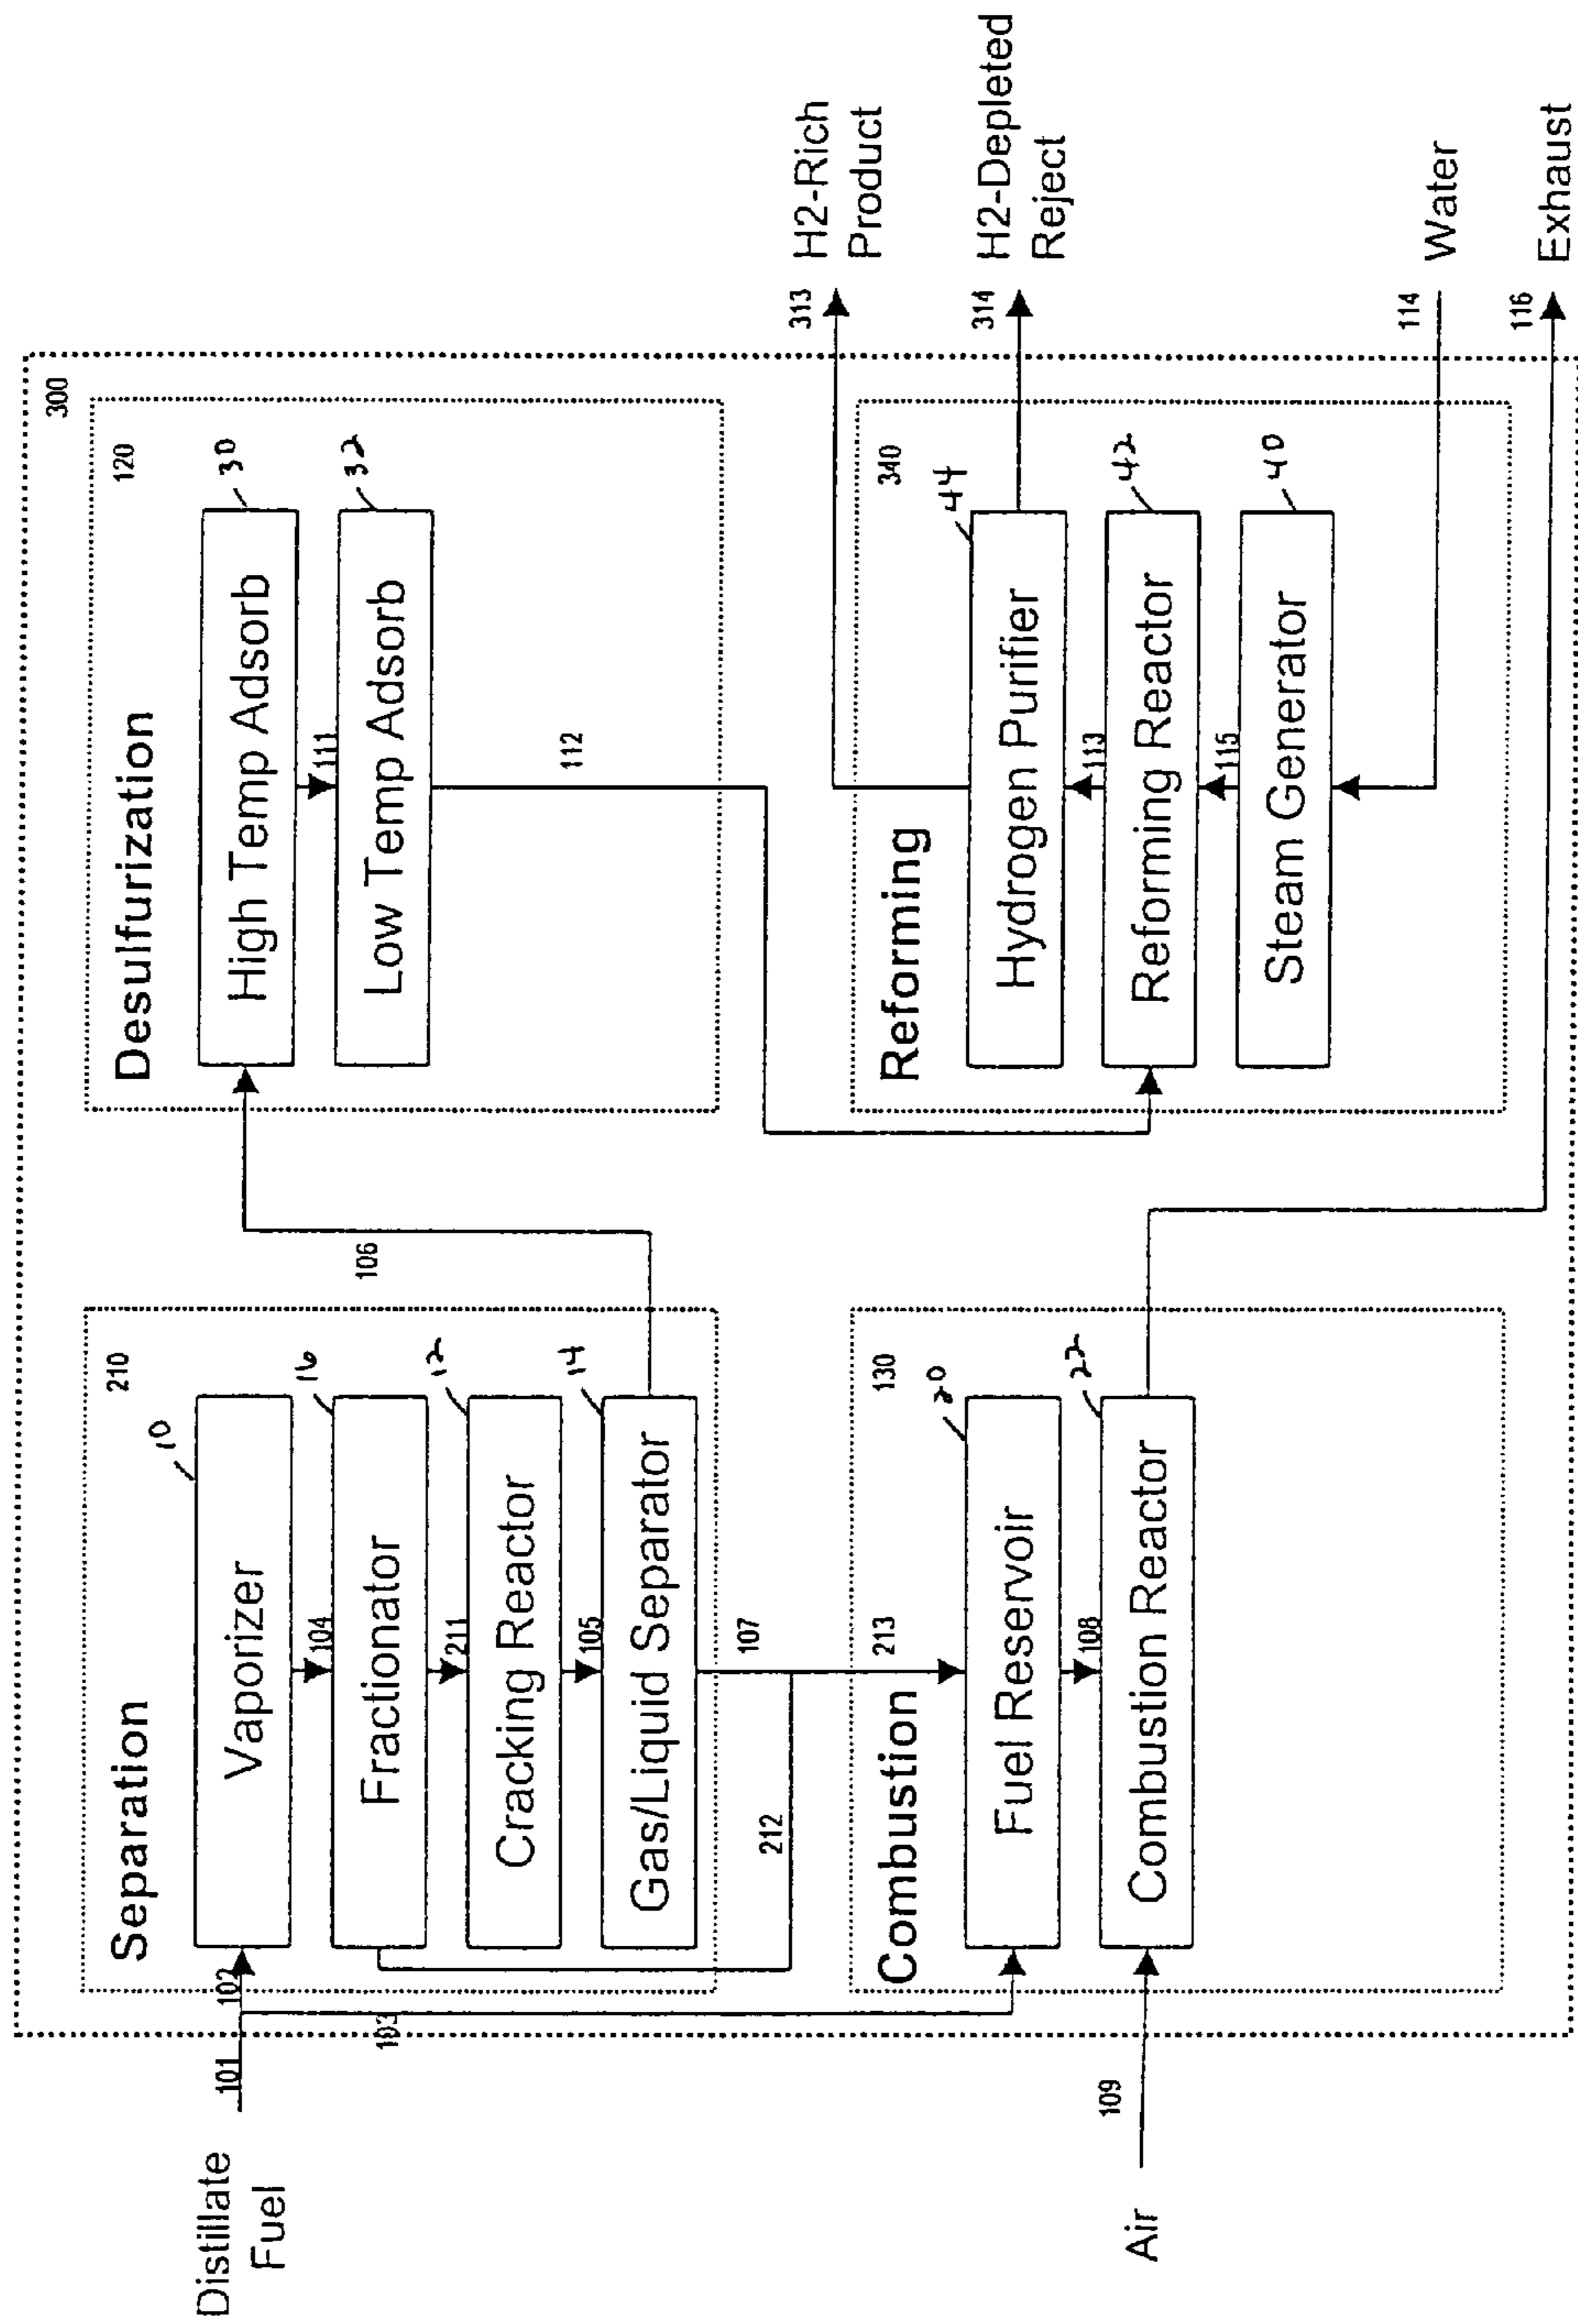 300
Separation
210
Vaporizer
10
104
Fractionator
16
211
Cracking Reactor
12
105
Gas/Liquid Separator
14
Distillate
Fuel
101
102
103
106
107
212
213
Desulfurization
120
High Temp Adsorb
30
111
Low Temp Adsorb
32
112
Combustion
130
Fuel Reservoir
20
108
Combustion Reactor
22
Air
109
Reforming
340
Hydrogen Purifier
44
113
Reforming Reactor
42
115
Steam Generator
40
313
H2-Rich
Product
314
H2-Depleted
Reject
114
Water
116
Exhaust